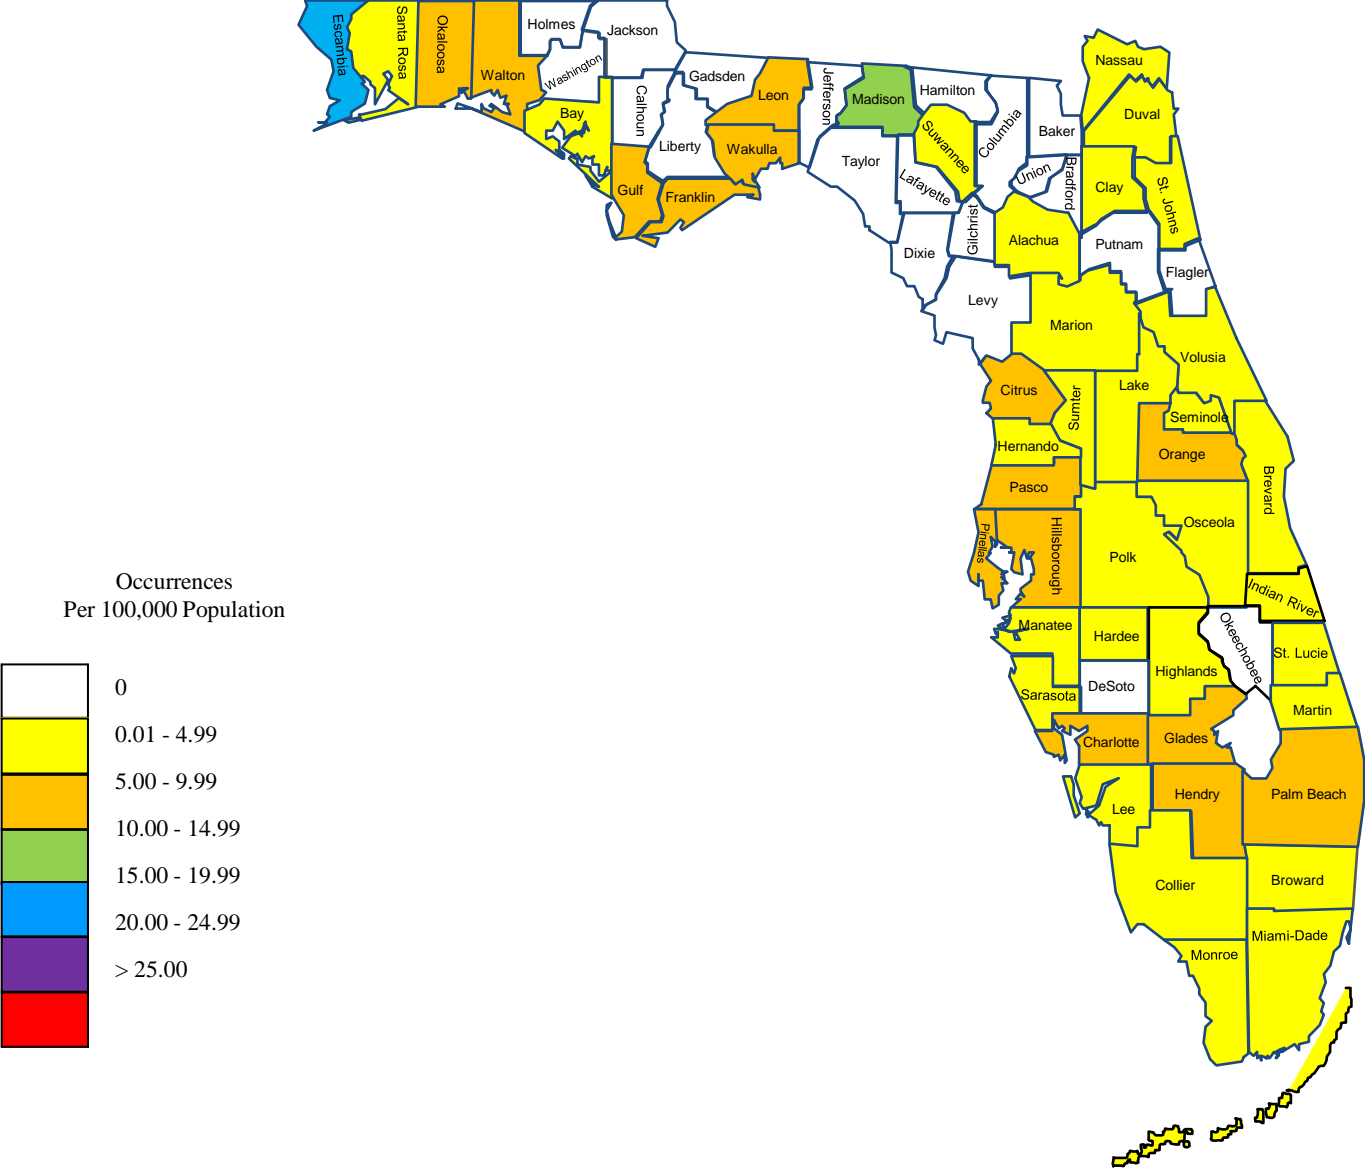 Escambia
Santa Rosa
Okaloosa
Walton
Holmes
Washington
Jackson
Bay
Calhoun
Gulf
Liberty
Gadsden
Franklin
Leon
Wakulla
Jefferson
Madison
Taylor
Hamilton
Suwannee
Lafayette
Dixie
Columbia
Gilchrist
Levy
Baker
Union
Bradford
Alachua
Nassau
Duval
Clay
St. Johns
Putnam
Flagler
Marion
Volusia
Citrus
Sumter
Lake
Seminole
Hernando
Orange
Pasco
Brevard
Pinellas
Hillsborough
Polk
Osceola
Indian River
Manatee
Hardee
Highlands
Okeechobee
St. Lucie
Sarasota
DeSoto
Martin
Charlotte
Glades
Lee
Hendry
Palm Beach
Collier
Broward
Monroe
Miami-Dade
Occurrences
Per 100,000 Population
0
0.01 - 4.99
5.00 - 9.99
10.00 - 14.99
15.00 - 19.99
20.00 - 24.99
> 25.00